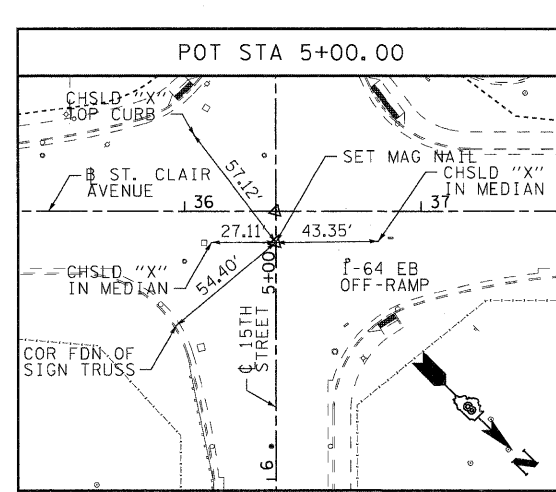 POT STA 5+00.00
CHSLD "X"
TOP CURB
57.12'
SET MAG NAIL
CHSLD "X"
IN MEDIAN
℄ ST. CLAIR
AVENUE
36
37
27.11'
43.35'
CHSLD "X"
IN MEDIAN
54.40'
5+00
I-64 EB
OFF-RAMP
℄ 15TH
STREET
COR FDN OF
SIGN TRUSS
6
N